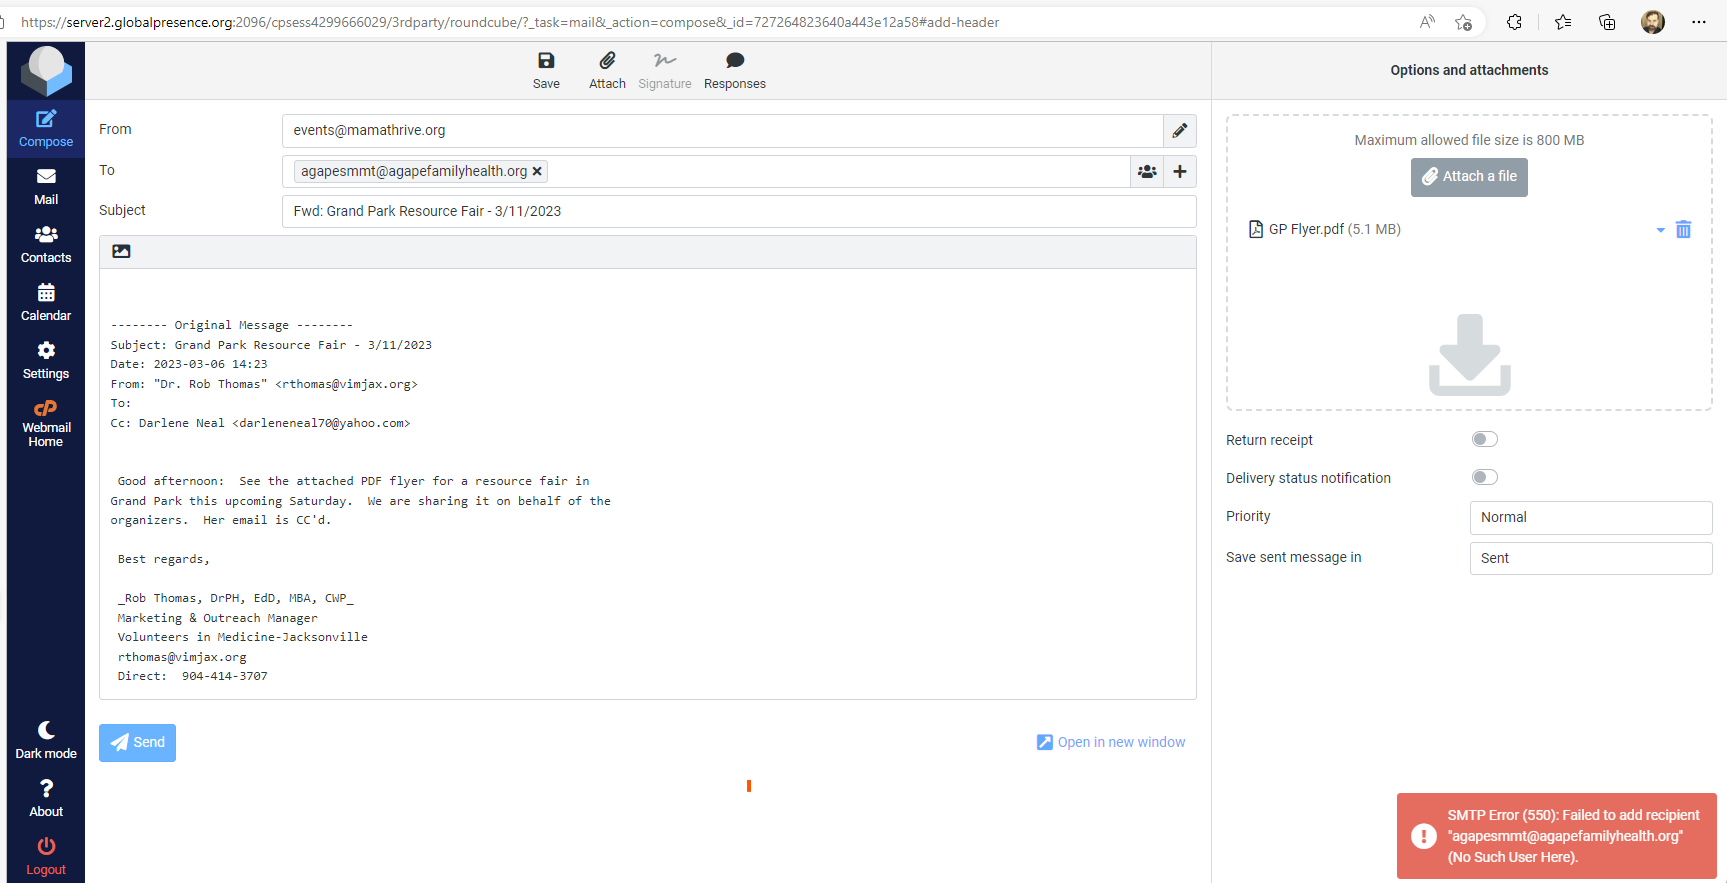 https://server2.globalpresence.org:2096/cpsess4299666029/3rdparty/roundcube/?_task=mail&_action=compose&_id=727264823640a443e12a58#add-header
Compose
Mail
Contacts
Calendar
Settings
cP
Webmail
Home
Dark mode
About
Logout
Save
Attach
Signature
Responses
From
events@mamathrive.org
To
agapesmmt@agapefamilyhealth.org
Subject
Fwd: Grand Park Resource Fair - 3/11/2023
-------- Original Message --------
Subject: Grand Park Resource Fair - 3/11/2023
Date: 2023-03-06 14:23
From: "Dr. Rob Thomas" <rthomas@vimjax.org>
To:
Cc: Darlene Neal <darleneneal70@yahoo.com>
Good afternoon:  See the attached PDF flyer for a resource fair in
Grand Park this upcoming Saturday.  We are sharing it on behalf of the
organizers.  Her email is CC'd.
Best regards,
_Rob Thomas, DrPH, EdD, MBA, CWP_
Marketing & Outreach Manager
Volunteers in Medicine-Jacksonville
rthomas@vimjax.org
Direct:  904-414-3707
Send
Open in new window
Options and attachments
Maximum allowed file size is 800 MB
Attach a file
GP Flyer.pdf (5.1 MB)
Return receipt
Delivery status notification
Priority
Normal
Save sent message in
Sent
SMTP Error (550): Failed to add recipient
"agapesmmt@agapefamilyhealth.org"
(No Such User Here).